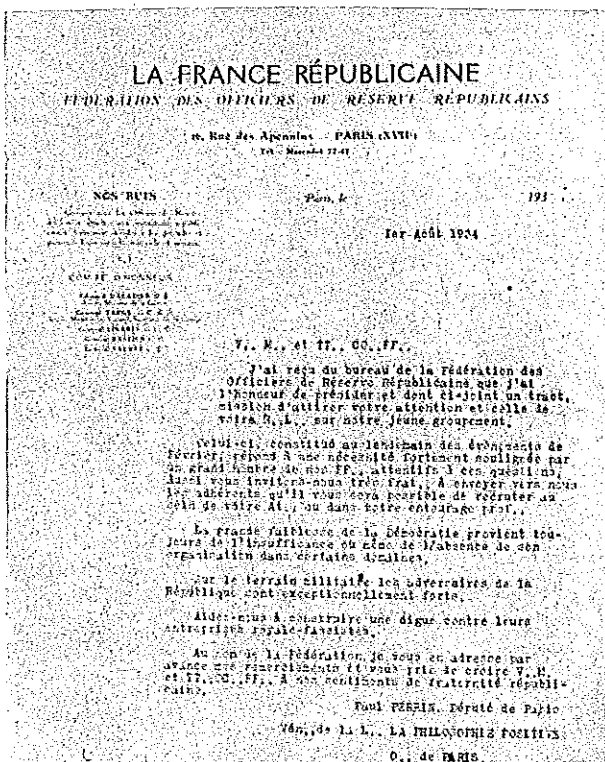 LA FRANCE RÉPUBLICAINE
FÉDÉRATION DES OFFICIERS DE RÉSERVE RÉPUBLICAINS
Rue des Apennins - PARIS (XVIIe)
NOS BUTS
Paris, le 193
1er Août 1934
COMITÉ D'HONNEUR
V.. M.. et TT.. CC..FF..
J'ai reçu du bureau de la Fédération des
Officiers de Réserve Républicains que j'ai
l'honneur de présider et dont ci-joint un tract,
mission d'attirer votre attention et celle de
votre R..L.. sur notre jeune groupement.
Celui-ci, constitué au lendemain des évènements de
février, répond à une nécessité fortement soulignée par
un grand nombre de nos FF.. attentifs à ces questions,
Aussi vous invitons-nous très frat.. à envoyer vers nous
les adhérents qu'il vous sera possible de recruter au
sein de votre At.. ou dans votre entourage prof..
La grande faiblesse de la Démocratie provient tou-
jours de l'insuffisance ou même de l'absence de son
organisation dans certains domaines.
Sur le terrain militaire les adversaires de la
République sont exceptionnellement forts.
Aidez-nous à construire une digue contre leurs
entreprises royalo-fascistes.
Au nom de la Fédération je vous en adresse par
avance mes remerciements et vous prie de croire V..M..
et TT..CC..FF.. à mes sentiments de fraternité républi-
caine.
Paul PERRIN, Député de Paris
Vén.. de la L.. LA PHILOSOPHIE POSITIVE
O.. de PARIS